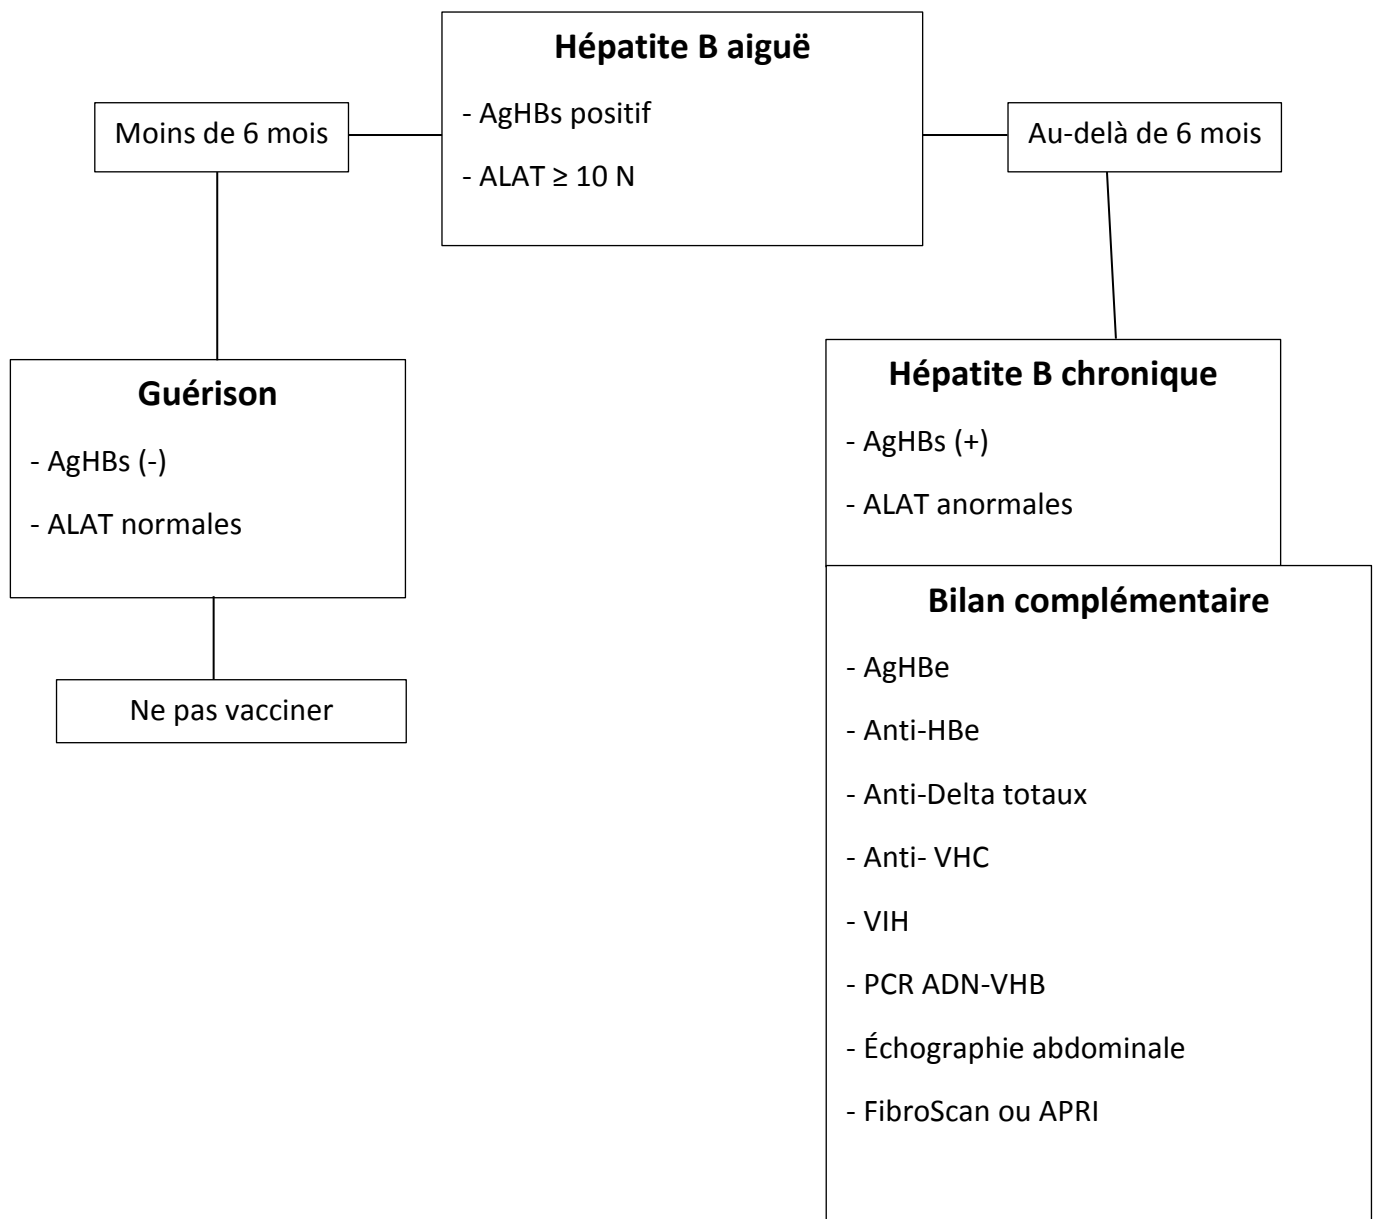 Hépatite B aiguë
- AgHBs positif
- ALAT ≥ 10 N
Moins de 6 mois
Au-delà de 6 mois
Guérison
- AgHBs (-)
- ALAT normales
Ne pas vacciner
Hépatite B chronique
- AgHBs (+)
- ALAT anormales
Bilan complémentaire
- AgHBe
- Anti-HBe
- Anti-Delta totaux
- Anti- VHC
- VIH
- PCR ADN-VHB
- Échographie abdominale
- FibroScan ou APRI